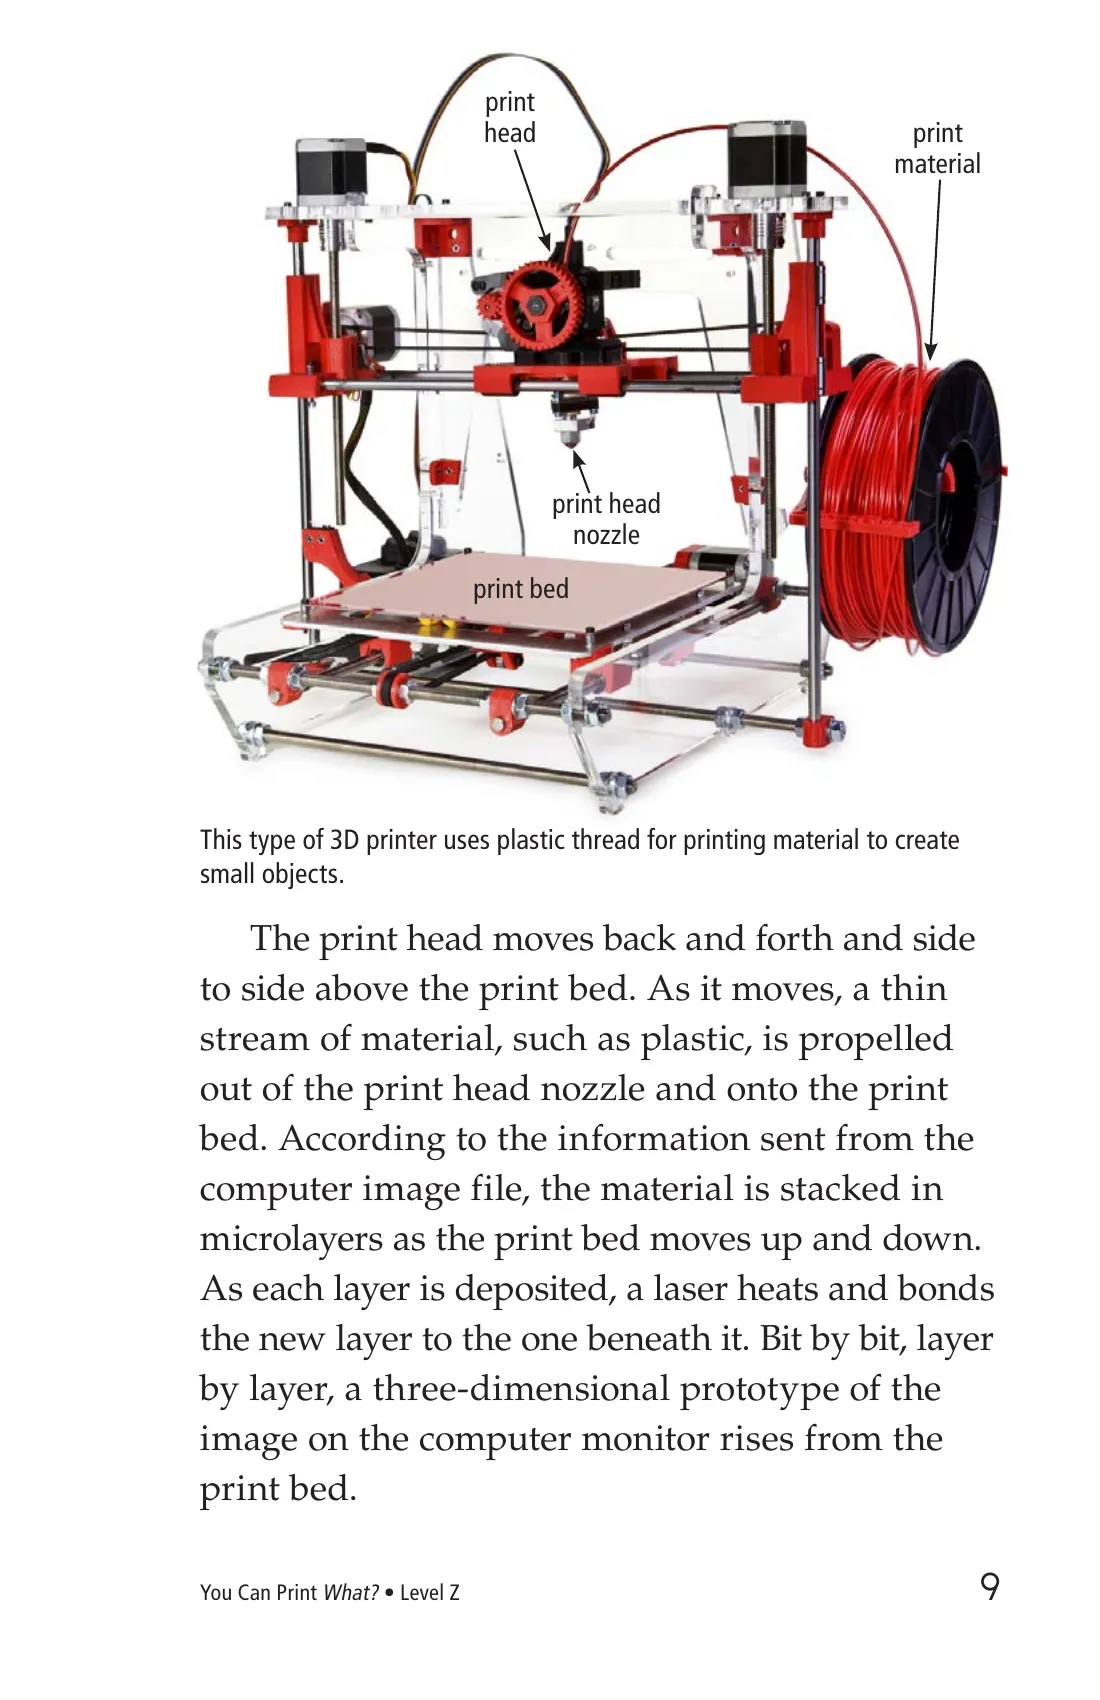 print
head
print
material
print head
nozzle
print bed
This type of 3D printer uses plastic thread for printing material to create
small objects.
The print head moves back and forth and side
to side above the print bed. As it moves, a thin
stream of material, such as plastic, is propelled
out of the print head nozzle and onto the print
bed. According to the information sent from the
computer image file, the material is stacked in
microlayers as the print bed moves up and down.
As each layer is deposited, a laser heats and bonds
the new layer to the one beneath it. Bit by bit, layer
by layer, a three-dimensional prototype of the
image on the computer monitor rises from the
print bed.
You Can Print What? • Level Z 9